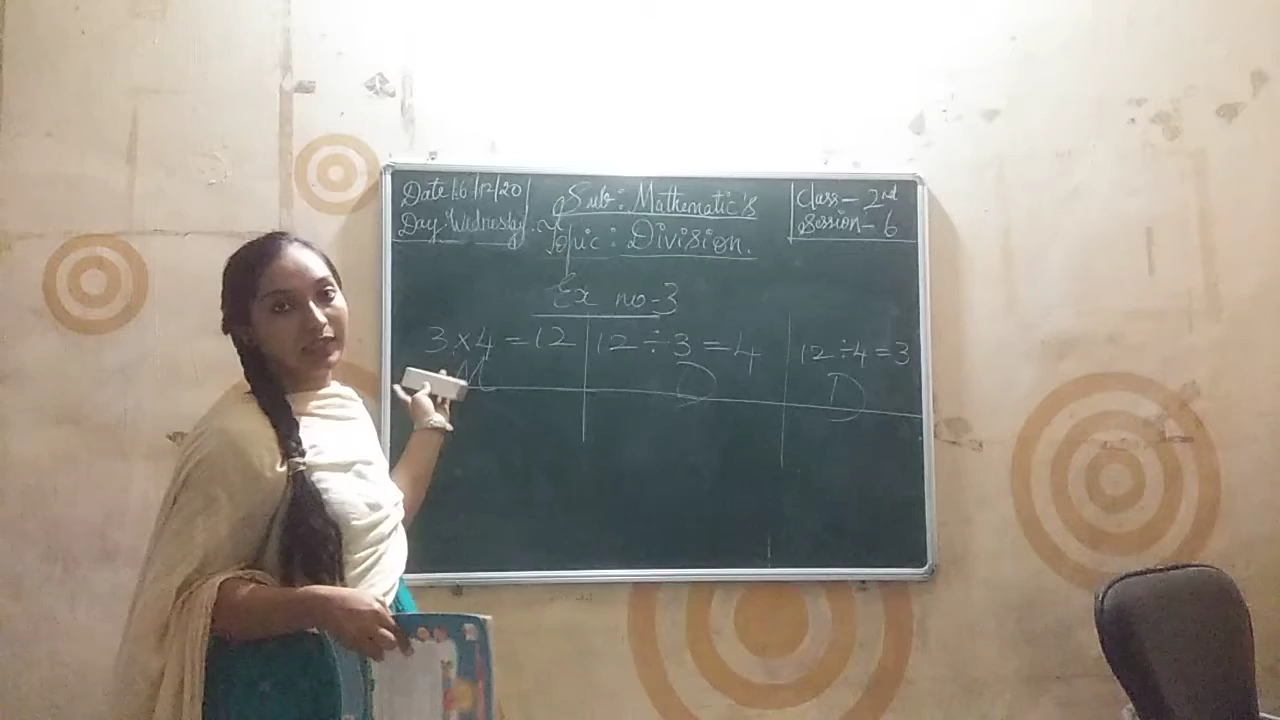 Date 16/12/20
Day: Wednesday
Sub: Mathematic's
Topic: Division.
Class - 2nd
Session - 6
Ex no-3
3 x 4 = 12
M
12 ÷ 3 = 4
D
12 ÷ 4 = 3
D